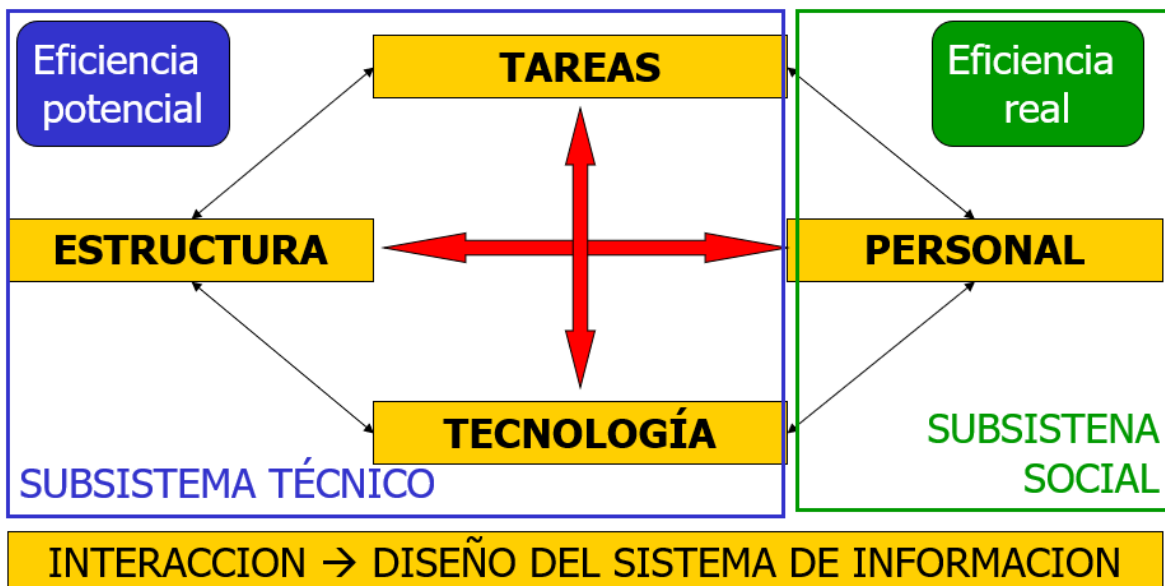 Eficiencia
potencial
TAREAS
Eficiencia
real
ESTRUCTURA
PERSONAL
TECNOLOGÍA
SUBSISTEMA TÉCNICO
SUBSISTENA
SOCIAL
INTERACCION → DISEÑO DEL SISTEMA DE INFORMACION